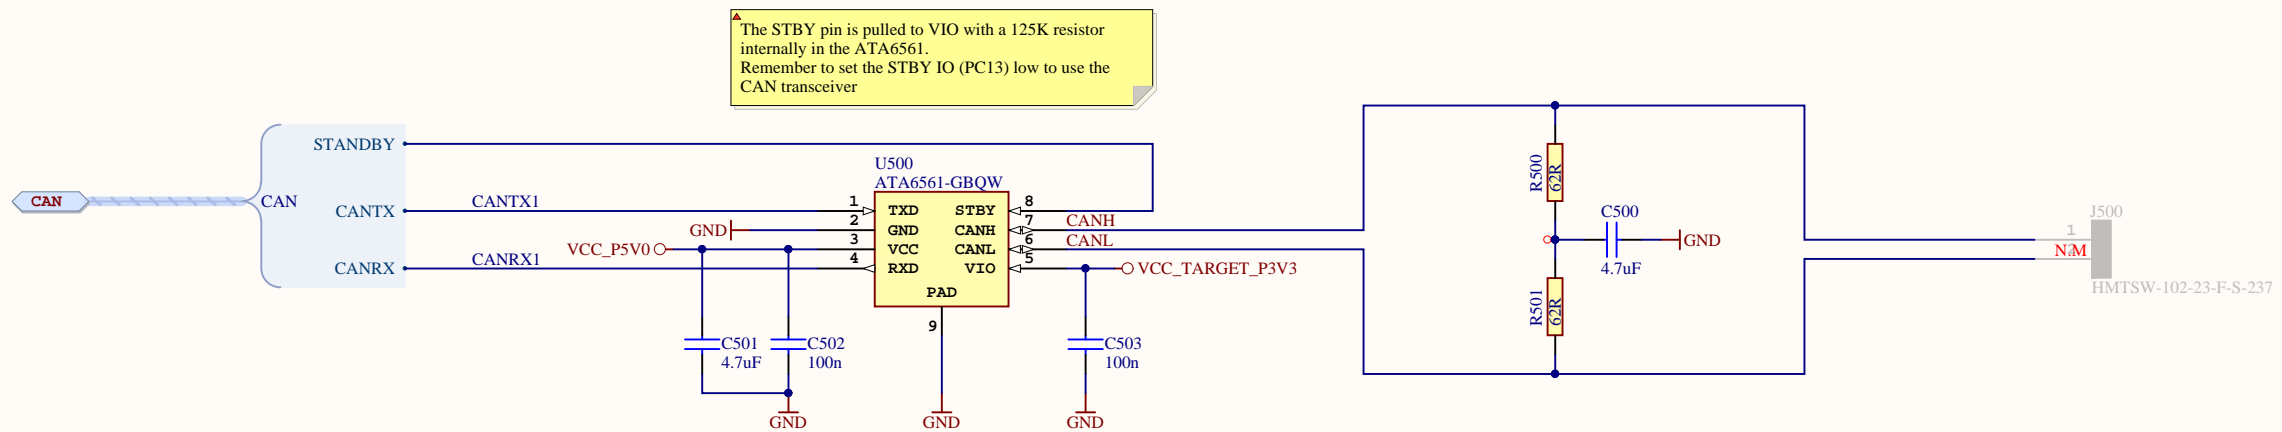 The STBY pin is pulled to VIO with a 125K resistor
internally in the ATA6561.
Remember to set the STBY IO (PC13) low to use the
CAN transceiver
CAN
CAN
STANDBY
CANTX
CANRX
CANTX1
CANRX1
GND
VCC_P5V0
U500
ATA6561-GBQW
1
2
3
4
TXD
GND
VCC
RXD
STBY
CANH
CANL
VIO
PAD
8
7
6
5
9
CANH
CANL
VCC_TARGET_P3V3
C501
4.7uF
C502
100n
GND
GND
C503
100n
GND
R500
62R
C500
4.7uF
GND
R501
62R
J500
1
2
N.M
HMTSW-102-23-F-S-237